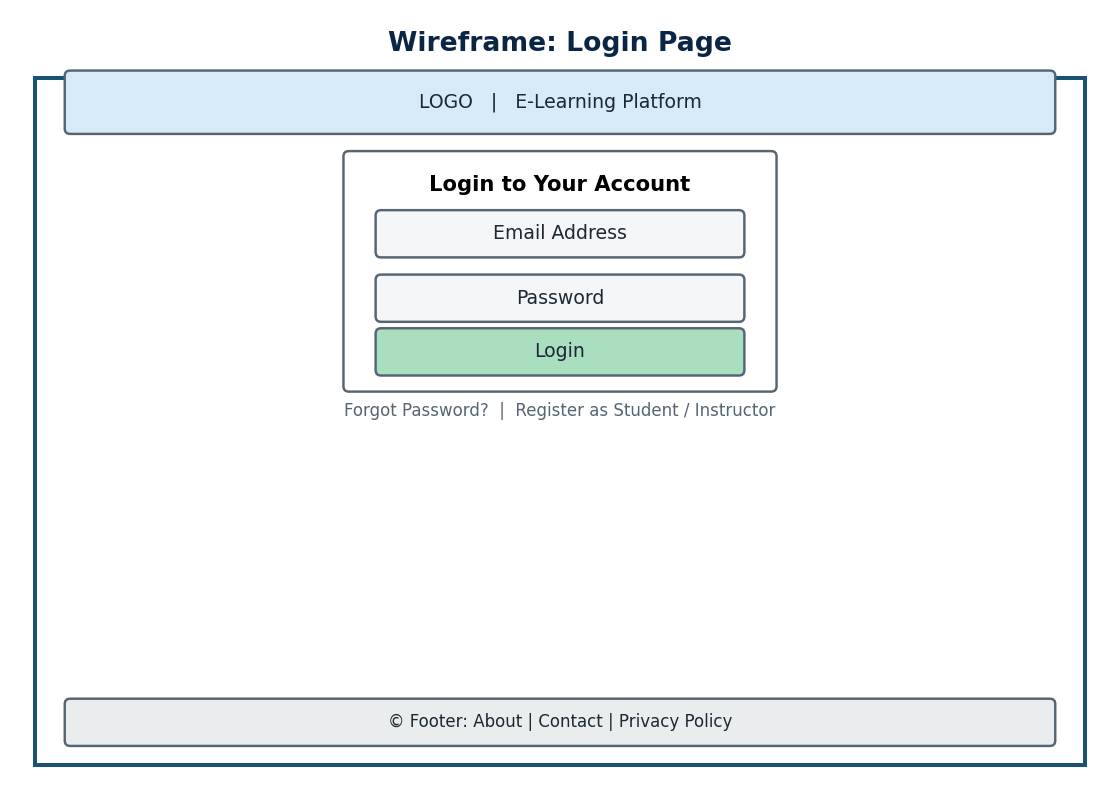 Wireframe: Login Page
LOGO | E-Learning Platform
Login to Your Account
Email Address
Password
Login
Forgot Password? | Register as Student / Instructor
© Footer: About | Contact | Privacy Policy